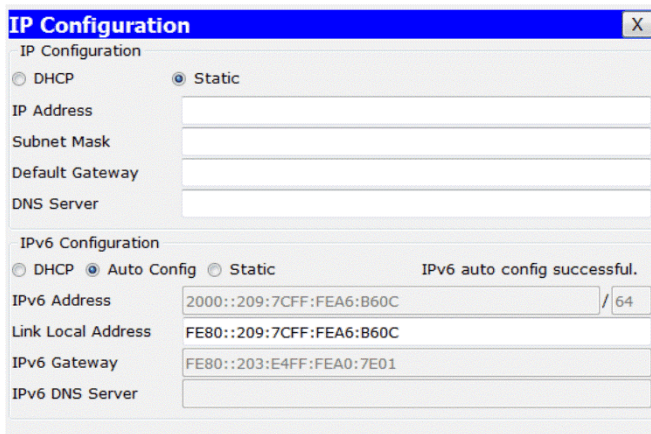 IP Configuration X
IP Configuration
DHCP Static
IP Address
Subnet Mask
Default Gateway
DNS Server
IPv6 Configuration
DHCP Auto Config Static IPv6 auto config successful.
IPv6 Address 2000::209:7CFF:FEA6:B60C / 64
Link Local Address FE80::209:7CFF:FEA6:B60C
IPv6 Gateway FE80::203:E4FF:FEA0:7E01
IPv6 DNS Server